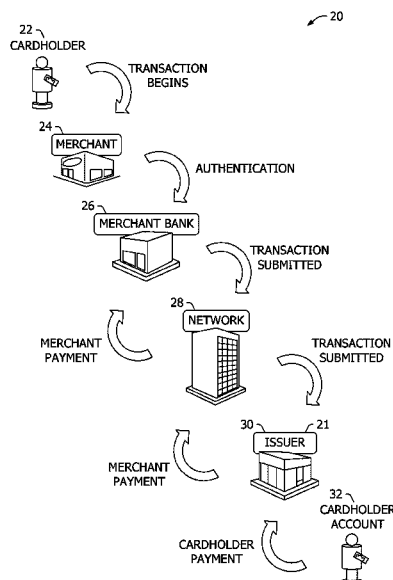 20
22
CARDHOLDER
TRANSACTION
BEGINS
24
MERCHANT
AUTHENTICATION
26
MERCHANT BANK
TRANSACTION
SUBMITTED
28
NETWORK
MERCHANT
PAYMENT
TRANSACTION
SUBMITTED
30
21
ISSUER
MERCHANT
PAYMENT
32
CARDHOLDER
ACCOUNT
CARDHOLDER
PAYMENT